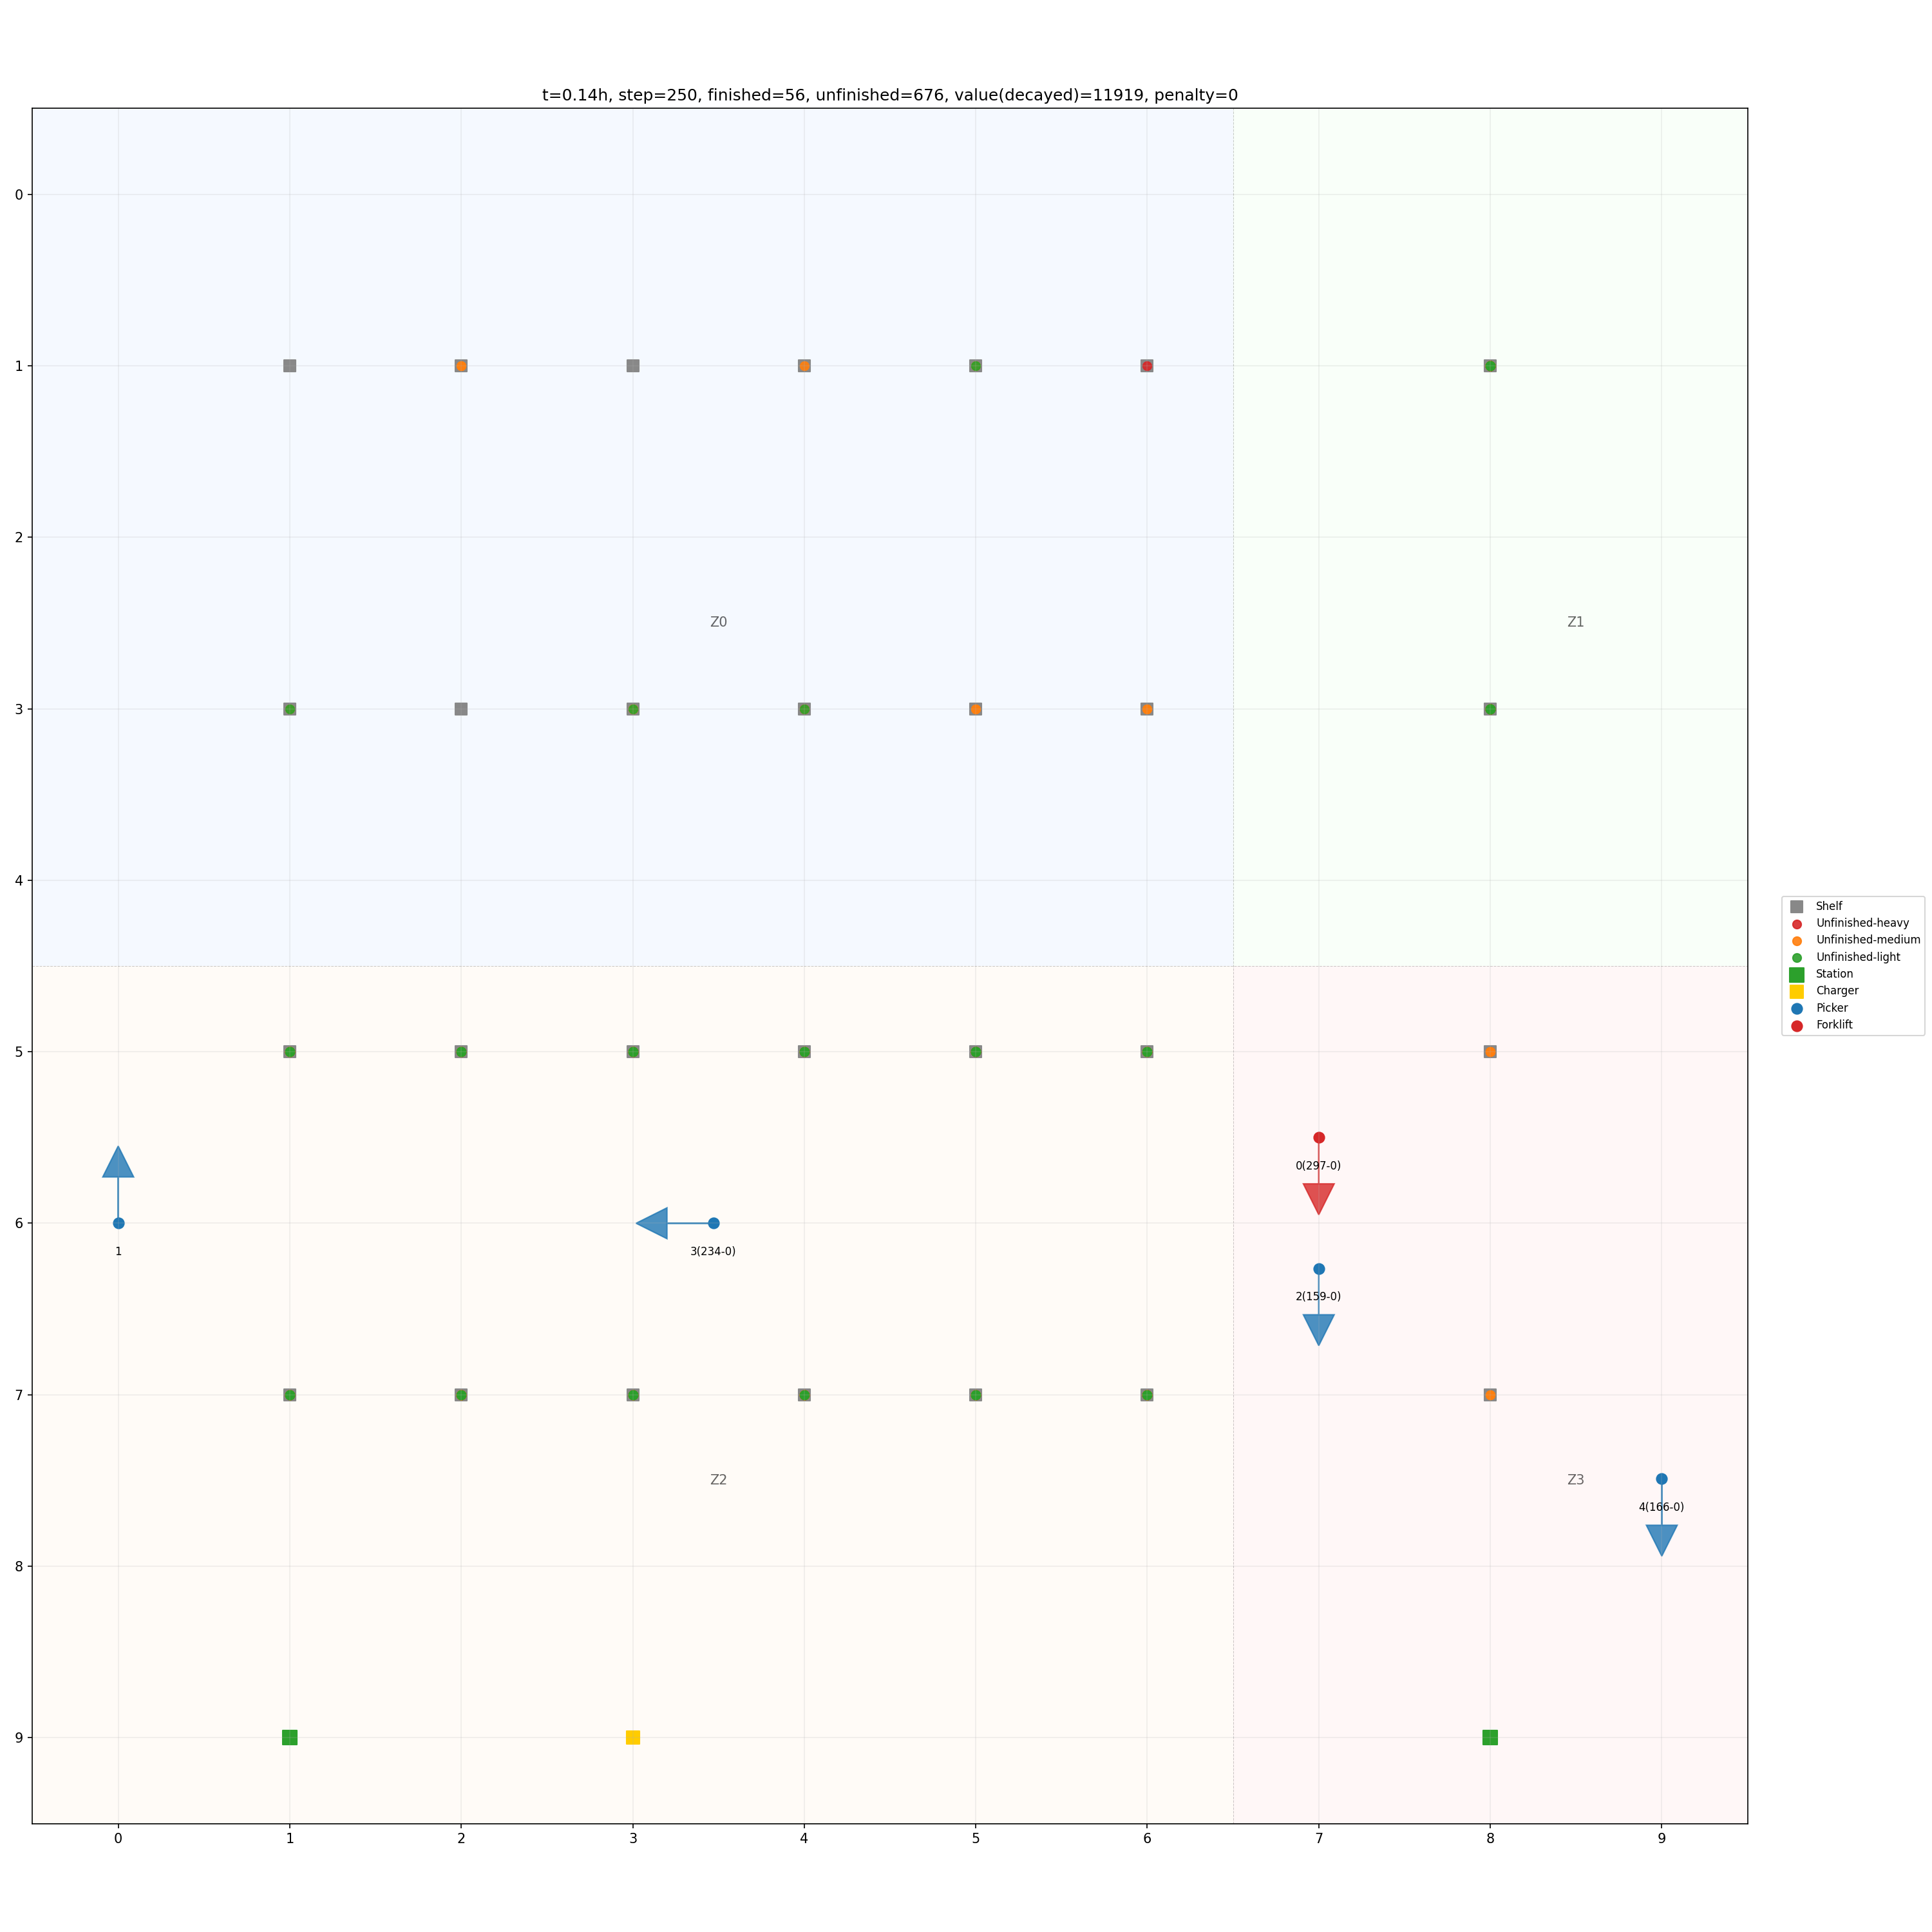 t=0.14h, step=250, finished=56, unfinished=676, value(decayed)=11919, penalty=0
0
1
2
Z0
Z1
3
4
Shelf
Unfinished-heavy
Unfinished-medium
Unfinished-light
Station
Charger
Picker
Forklift
5
0(297-0)
6
1
3(234-0)
2(159-0)
7
Z2
Z3
4(166-0)
8
9
0 1 2 3 4 5 6 7 8 9